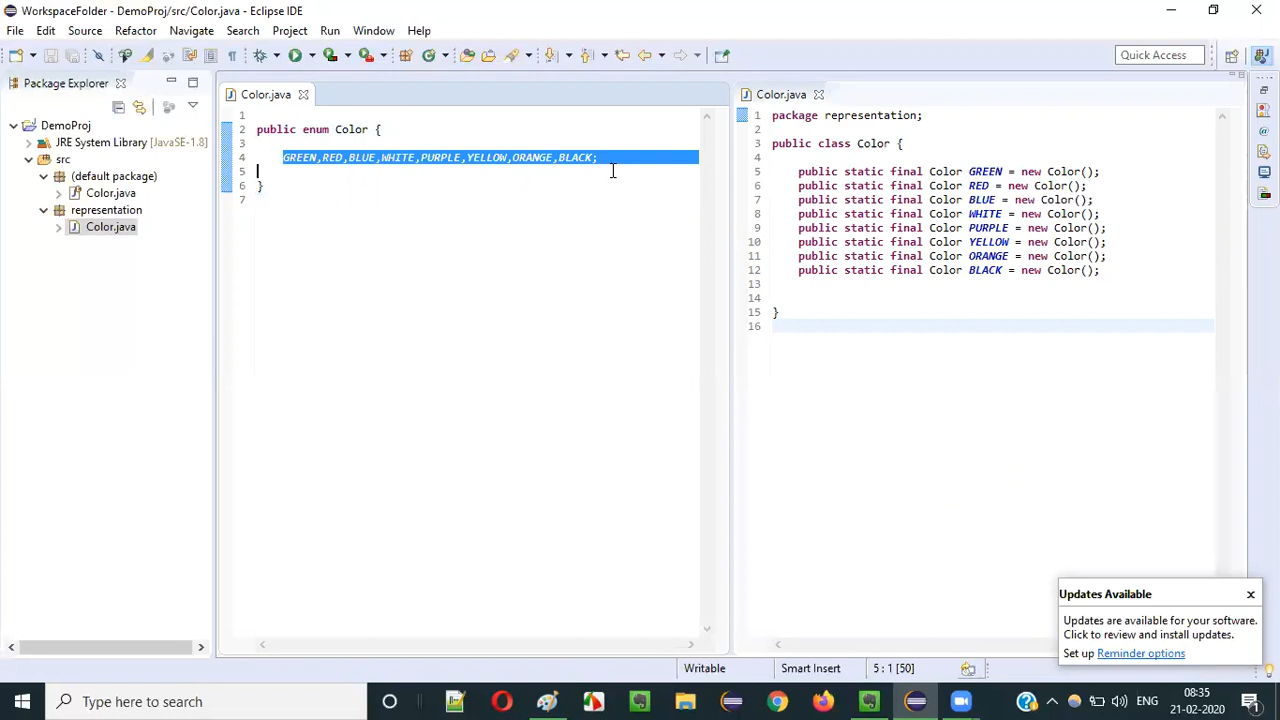 WorkspaceFolder - DemoProj/src/Color.java - Eclipse IDE
File Edit Source Refactor Navigate Search Project Run Window Help
Quick Access
Package Explorer
DemoProj
JRE System Library [JavaSE-1.8]
src
(default package)
Color.java
representation
Color.java
Color.java
1
2 public enum Color {
3
4 GREEN,RED,BLUE,WHITE,PURPLE,YELLOW,ORANGE,BLACK;
5
6 }
7
Color.java
1 package representation;
2
3 public class Color {
4
5 public static final Color GREEN = new Color();
6 public static final Color RED = new Color();
7 public static final Color BLUE = new Color();
8 public static final Color WHITE = new Color();
9 public static final Color PURPLE = new Color();
10 public static final Color YELLOW = new Color();
11 public static final Color ORANGE = new Color();
12 public static final Color BLACK = new Color();
13
14
15 }
16
Updates Available
Updates are available for your software.
Click to review and install updates.
Set up Reminder options
Writable Smart Insert 5 : 1 [50]
Type here to search
ENG
08:35
21-02-2020
1